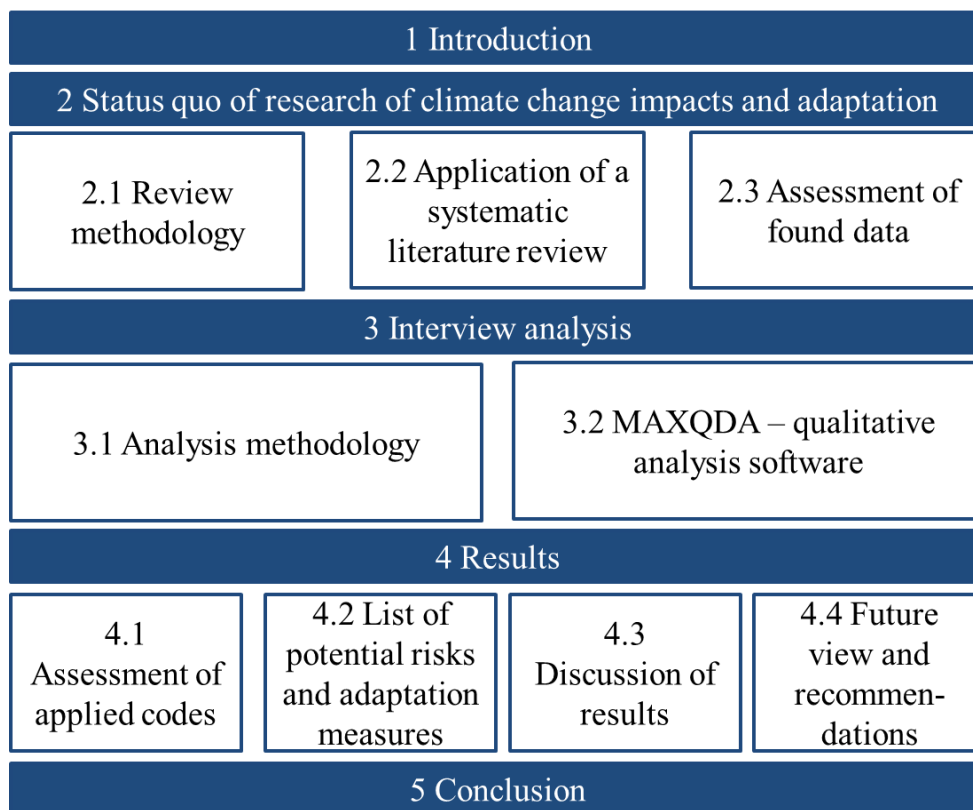 1 Introduction
2 Status quo of research of climate change impacts and adaptation
2.1 Review
methodology
2.2 Application of a
systematic
literature review
2.3 Assessment of
found data
3 Interview analysis
3.1 Analysis methodology
3.2 MAXQDA – qualitative
analysis software
4 Results
4.1
Assessment of
applied codes
4.2 List of
potential risks
and adaptation
measures
4.3
Discussion of
results
4.4 Future
view and
recommen-
dations
5 Conclusion